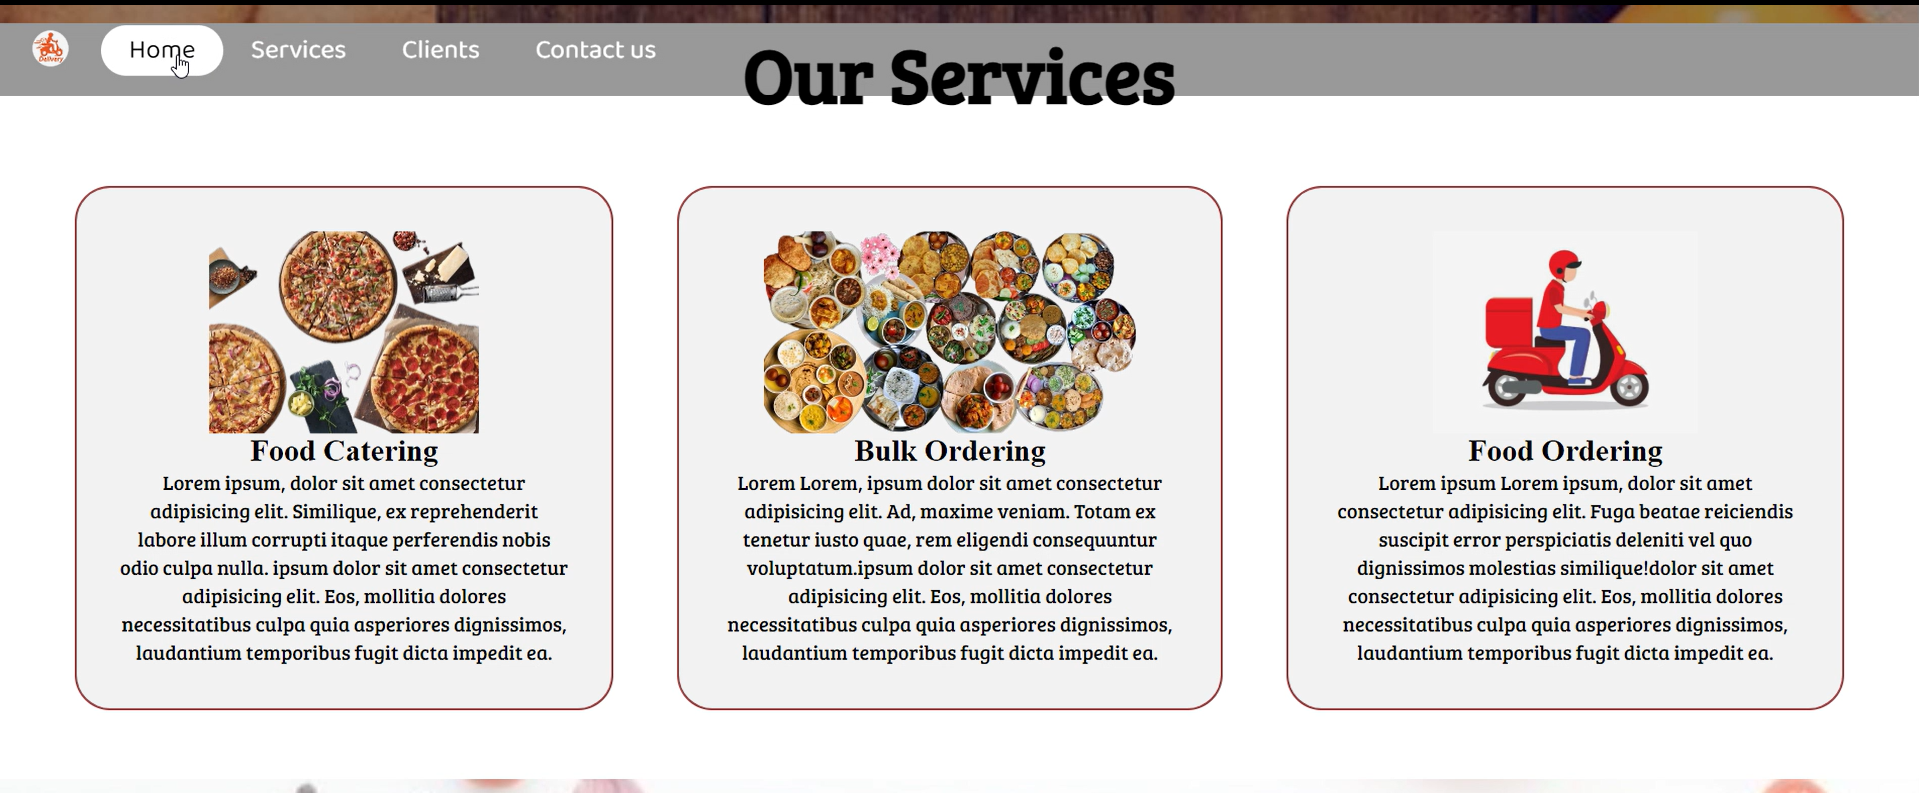 Delivery
Home
Services
Clients
Contact us
Our Services
Food Catering
Lorem ipsum, dolor sit amet consectetur
adipisicing elit. Similique, ex reprehenderit
labore illum corrupti itaque perferendis nobis
odio culpa nulla. ipsum dolor sit amet consectetur
adipisicing elit. Eos, mollitia dolores
necessitatibus culpa quia asperiores dignissimos,
laudantium temporibus fugit dicta impedit ea.
Bulk Ordering
Lorem Lorem, ipsum dolor sit amet consectetur
adipisicing elit. Ad, maxime veniam. Totam ex
tenetur iusto quae, rem eligendi consequuntur
voluptatum.ipsum dolor sit amet consectetur
adipisicing elit. Eos, mollitia dolores
necessitatibus culpa quia asperiores dignissimos,
laudantium temporibus fugit dicta impedit ea.
Food Ordering
Lorem ipsum Lorem ipsum, dolor sit amet
consectetur adipisicing elit. Fuga beatae reiciendis
suscipit error perspiciatis deleniti vel quo
dignissimos molestias similique!dolor sit amet
consectetur adipisicing elit. Eos, mollitia dolores
necessitatibus culpa quia asperiores dignissimos,
laudantium temporibus fugit dicta impedit ea.